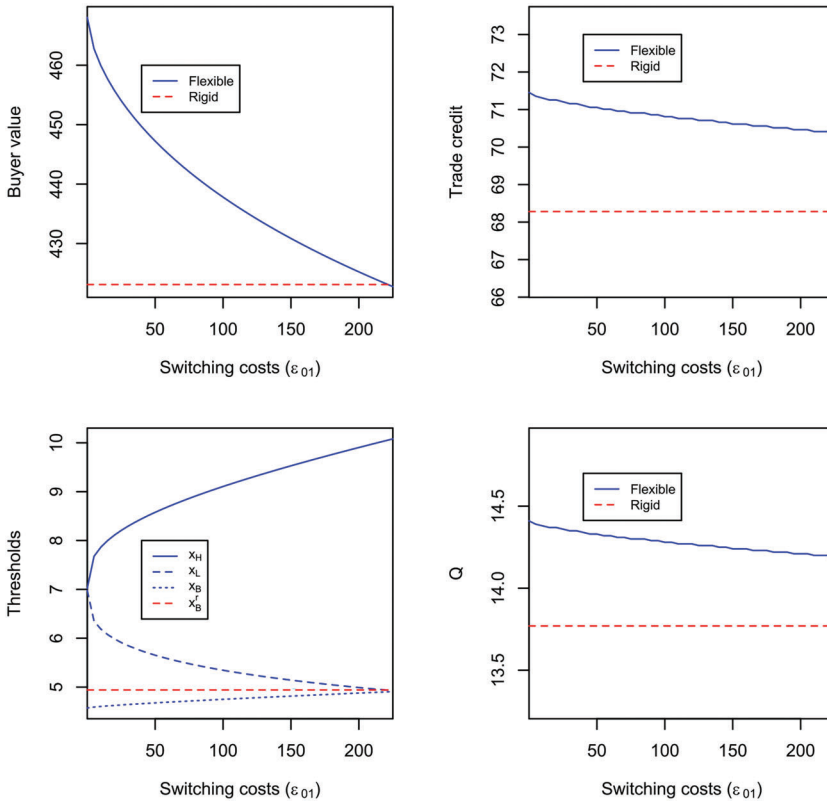 Buyer value
460
450
440
430
Flexible
Rigid
50 100 150 200
Switching costs (ε01)
Trade credit
73
72
71
70
69
68
67
66
Flexible
Rigid
50 100 150 200
Switching costs (ε01)
Thresholds
10
9
8
7
6
5
xH
xL
xB
xrB
50 100 150 200
Switching costs (ε01)
Q
14.5
14.0
13.5
Flexible
Rigid
50 100 150 200
Switching costs (ε01)